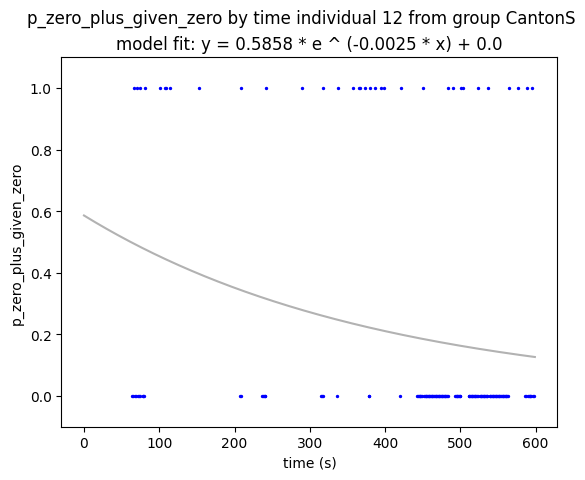 p_zero_plus_given_zero by time individual 12 from group CantonS
model fit: y = 0.5858 * e ^ (-0.0025 * x) + 0.0
1.0
0.8
0.6
0.4
0.2
0.0
p_zero_plus_given_zero
0 100 200 300 400 500 600
time (s)